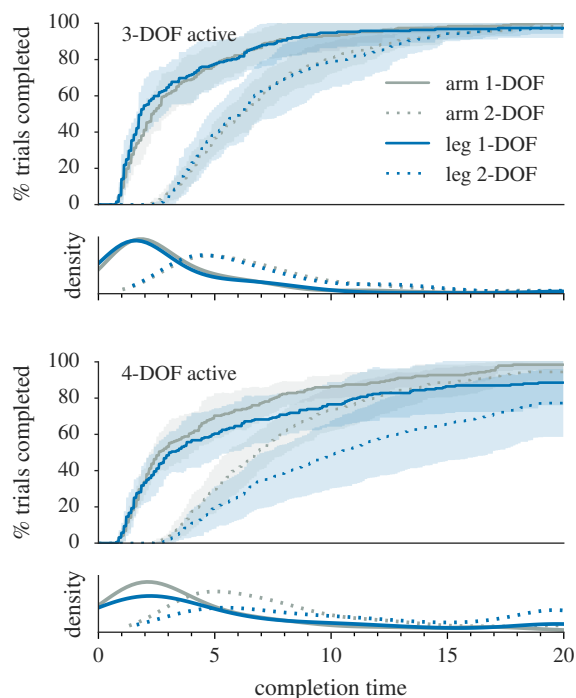 3-DOF active
100
80
60
40
20
0
% trials completed
arm 1-DOF
arm 2-DOF
leg 1-DOF
leg 2-DOF
density
4-DOF active
100
80
60
40
20
0
% trials completed
density
0 5 10 15 20
completion time